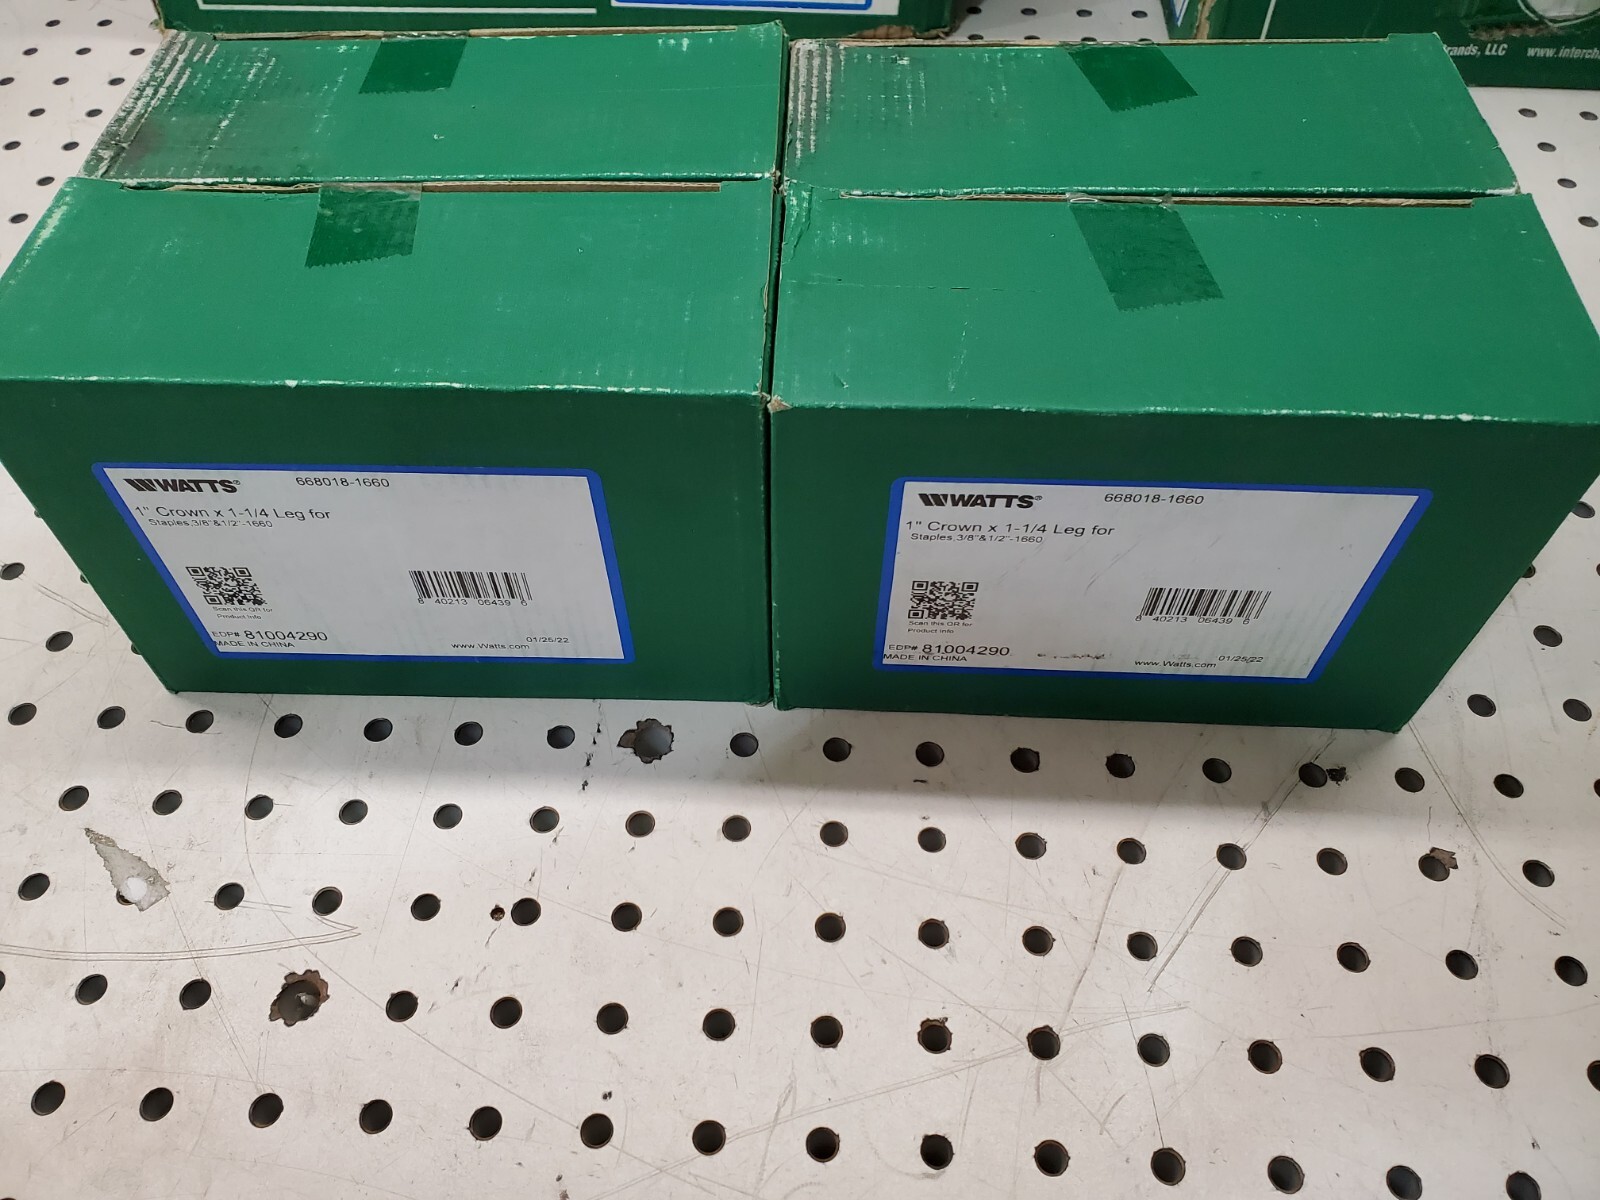 rands, LLC www.interch
WATTS® 668018-1660
1" Crown x 1-1/4 Leg for
Staples,3/8"&1/2"-1660
Scan this QR for
Product Info
8 40213 06439 6
EDP# 81004290
MADE IN CHINA
www.Watts.com 01/25/22
WATTS® 668018-1660
1" Crown x 1-1/4 Leg for
Staples,3/8"&1/2"-1660
Scan this QR for
Product Info
8 40213 06439 6
EDP# 81004290
MADE IN CHINA
www.Watts.com 01/25/22